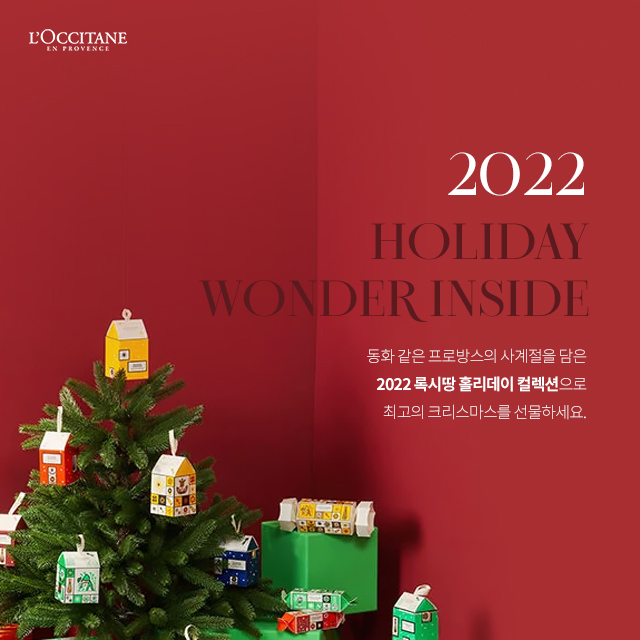 L'OCCITANE
EN PROVENCE
2022
HOLIDAY
WONDER INSIDE
동화 같은 프로방스의 사계절을 담은
2022 록시땅 홀리데이 컬렉션으로
최고의 크리스마스를 선물하세요.